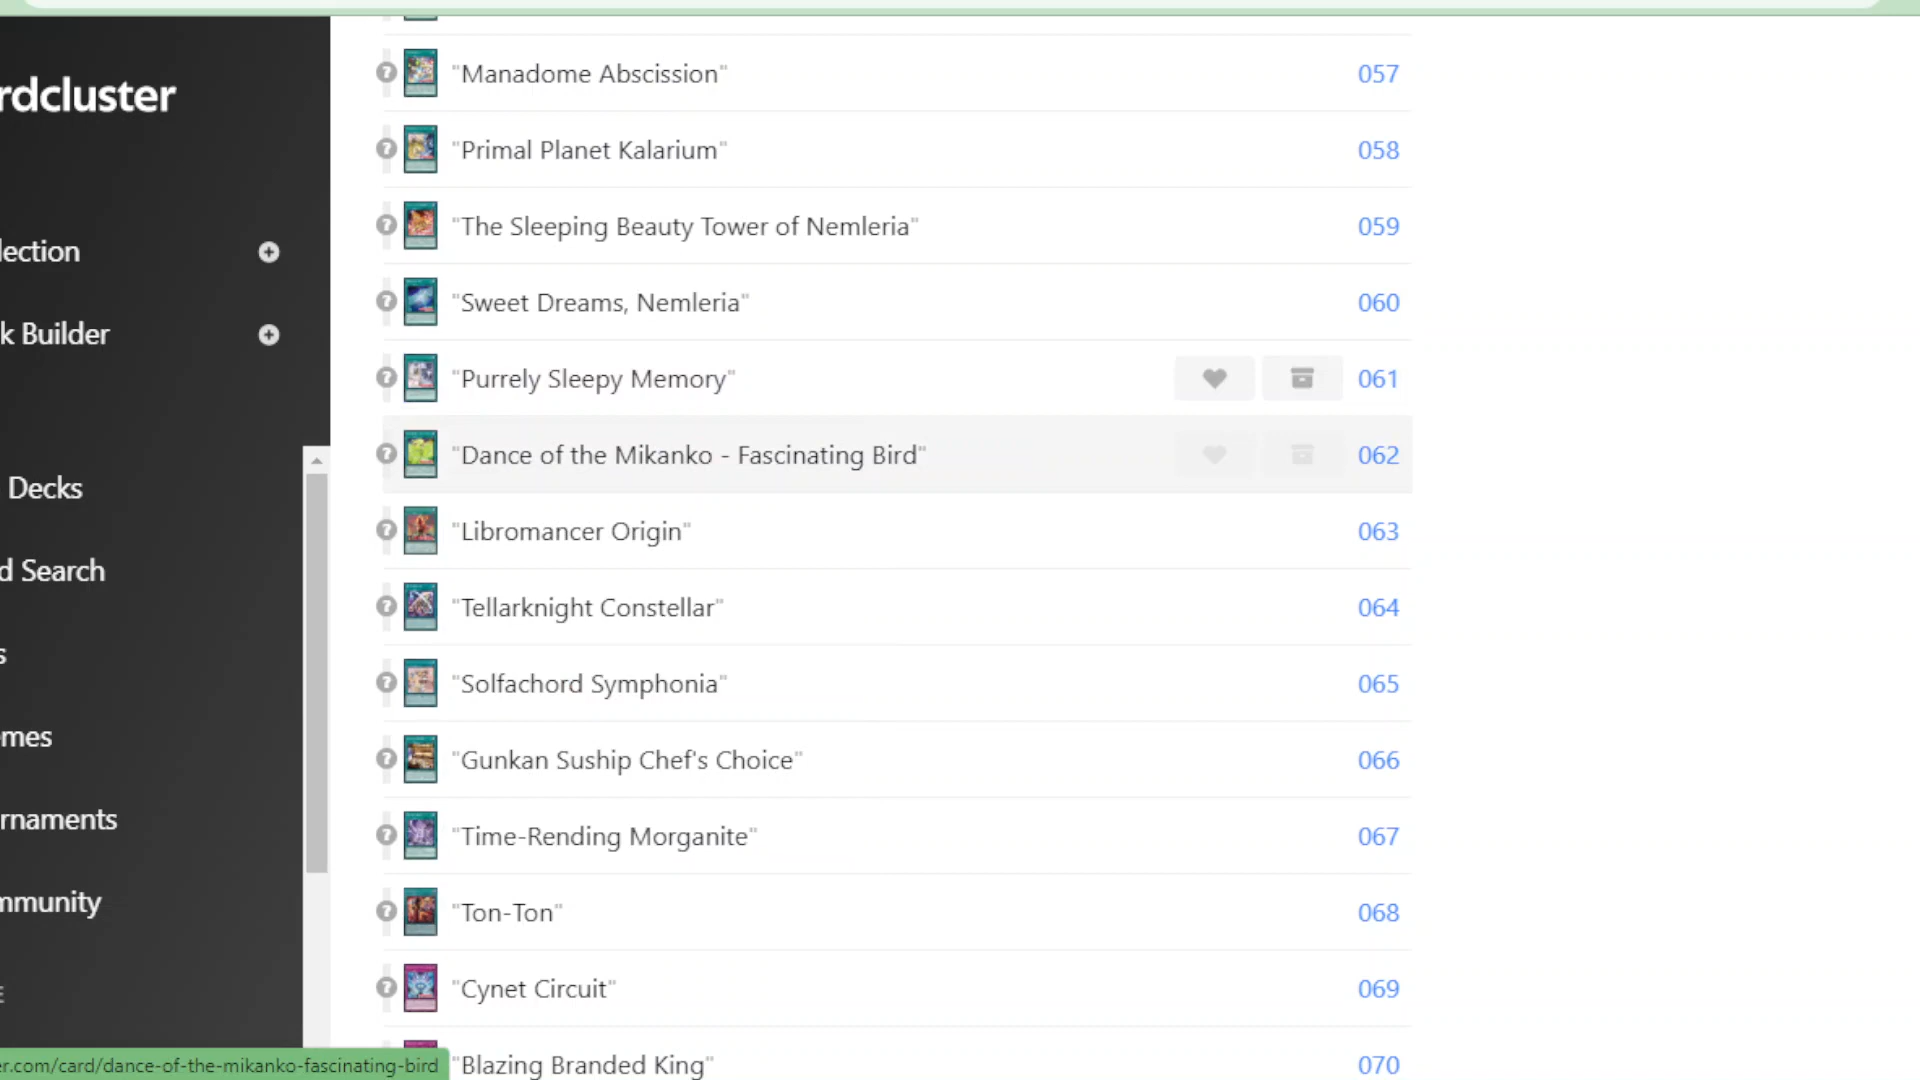 rdcluster
lection
k Builder
Decks
d Search
s
mes
rnaments
mmunity
E
er.com/card/dance-of-the-mikanko-fascinating-bird
"Manadome Abscission" 057
"Primal Planet Kalarium" 058
"The Sleeping Beauty Tower of Nemleria" 059
"Sweet Dreams, Nemleria" 060
"Purrely Sleepy Memory" 061
"Dance of the Mikanko - Fascinating Bird" 062
"Libromancer Origin" 063
"Tellarknight Constellar" 064
"Solfachord Symphonia" 065
"Gunkan Suship Chef's Choice" 066
"Time-Rending Morganite" 067
"Ton-Ton" 068
"Cynet Circuit" 069
"Blazing Branded King" 070